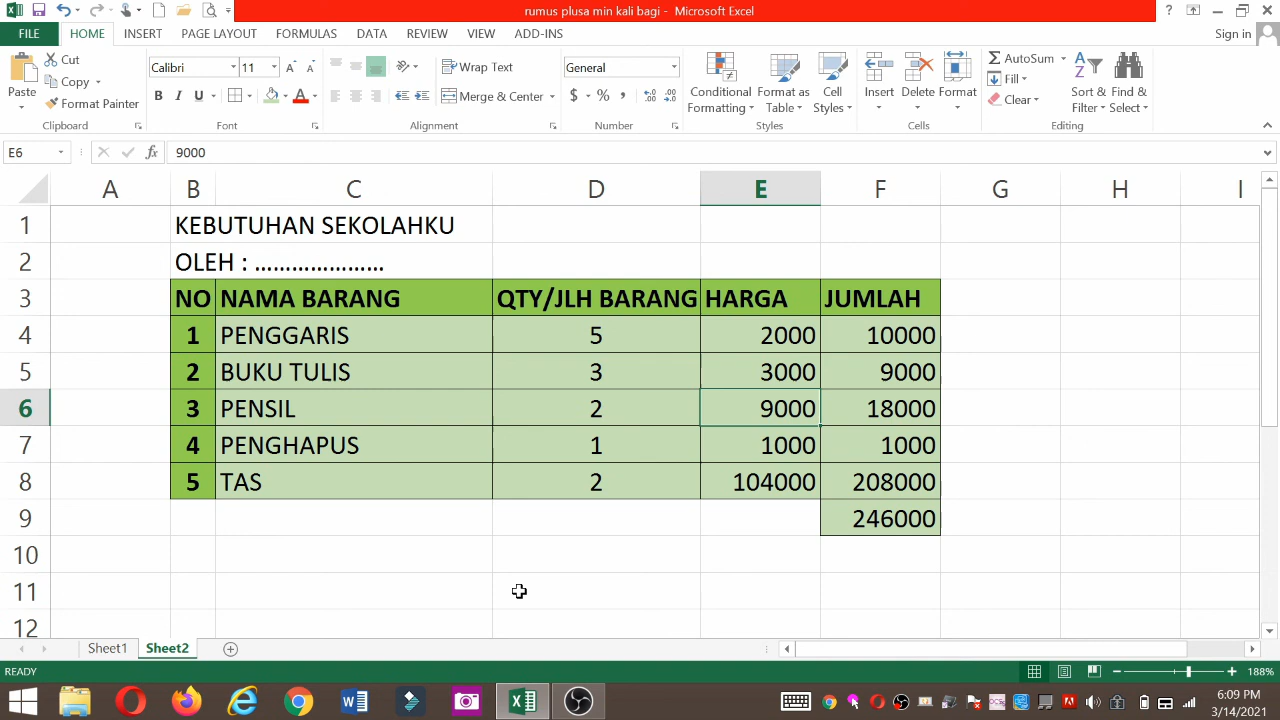 rumus plusa min kali bagi - Microsoft Excel
Sign in
FILE HOME INSERT PAGE LAYOUT FORMULAS DATA REVIEW VIEW ADD-INS
Paste
Cut
Copy
Format Painter
Calibri 11
B I U
Wrap Text
Merge & Center
General
$ % ,
Conditional Formatting
Format as Table
Cell Styles
Insert Delete Format
AutoSum
Fill
Clear
Sort & Filter
Find & Select
Clipboard Font Alignment Number Styles Cells Editing
E6 fx 9000
A B C D E F G H I
1 KEBUTUHAN SEKOLAHKU
2 OLEH : .....................
3 NO NAMA BARANG QTY/JLH BARANG HARGA JUMLAH
4 1 PENGGARIS 5 2000 10000
5 2 BUKU TULIS 3 3000 9000
6 3 PENSIL 2 9000 18000
7 4 PENGHAPUS 1 1000 1000
8 5 TAS 2 104000 208000
9 246000
10
11
12
Sheet1 Sheet2
READY 188%
6:09 PM
3/14/2021